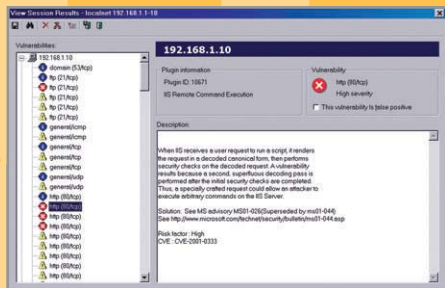 View Session Results - Localnet 192.168.1.1-10
Vulnerabilities:
192.168.1.10
domain (53/tcp)
ftp (21/tcp)
ftp (21/tcp)
ftp (21/tcp)
ftp (21/tcp)
general/icmp
general/icmp
general/tcp
general/tcp
general/tcp
general/udp
general/udp
http (80/tcp)
http (80/tcp)
http (80/tcp)
http (80/tcp)
http (80/tcp)
http (80/tcp)
http (80/tcp)
http (80/tcp)
192.168.1.10
Plugin information
Plugin ID: 10671
IIS Remote Command Execution
Vulnerability
http (80/tcp)
High severity
This vulnerability is false positive
Description:
When IIS receives a user request to run a script, it renders
the request in a decoded canonical form, then performs
security checks on the decoded request. A vulnerability
results because a second, superfluous decoding pass is
performed after the initial security checks are completed.
Thus, a specially crafted request could allow an attacker to
execute arbitrary commands on the IIS Server.
Solution: See MS advisory MS01-026(Superseded by ms01-044)
See http://www.microsoft.com/technet/security/bulletin/ms01-044.asp
Risk factor : High
CVE : CVE-2001-0333